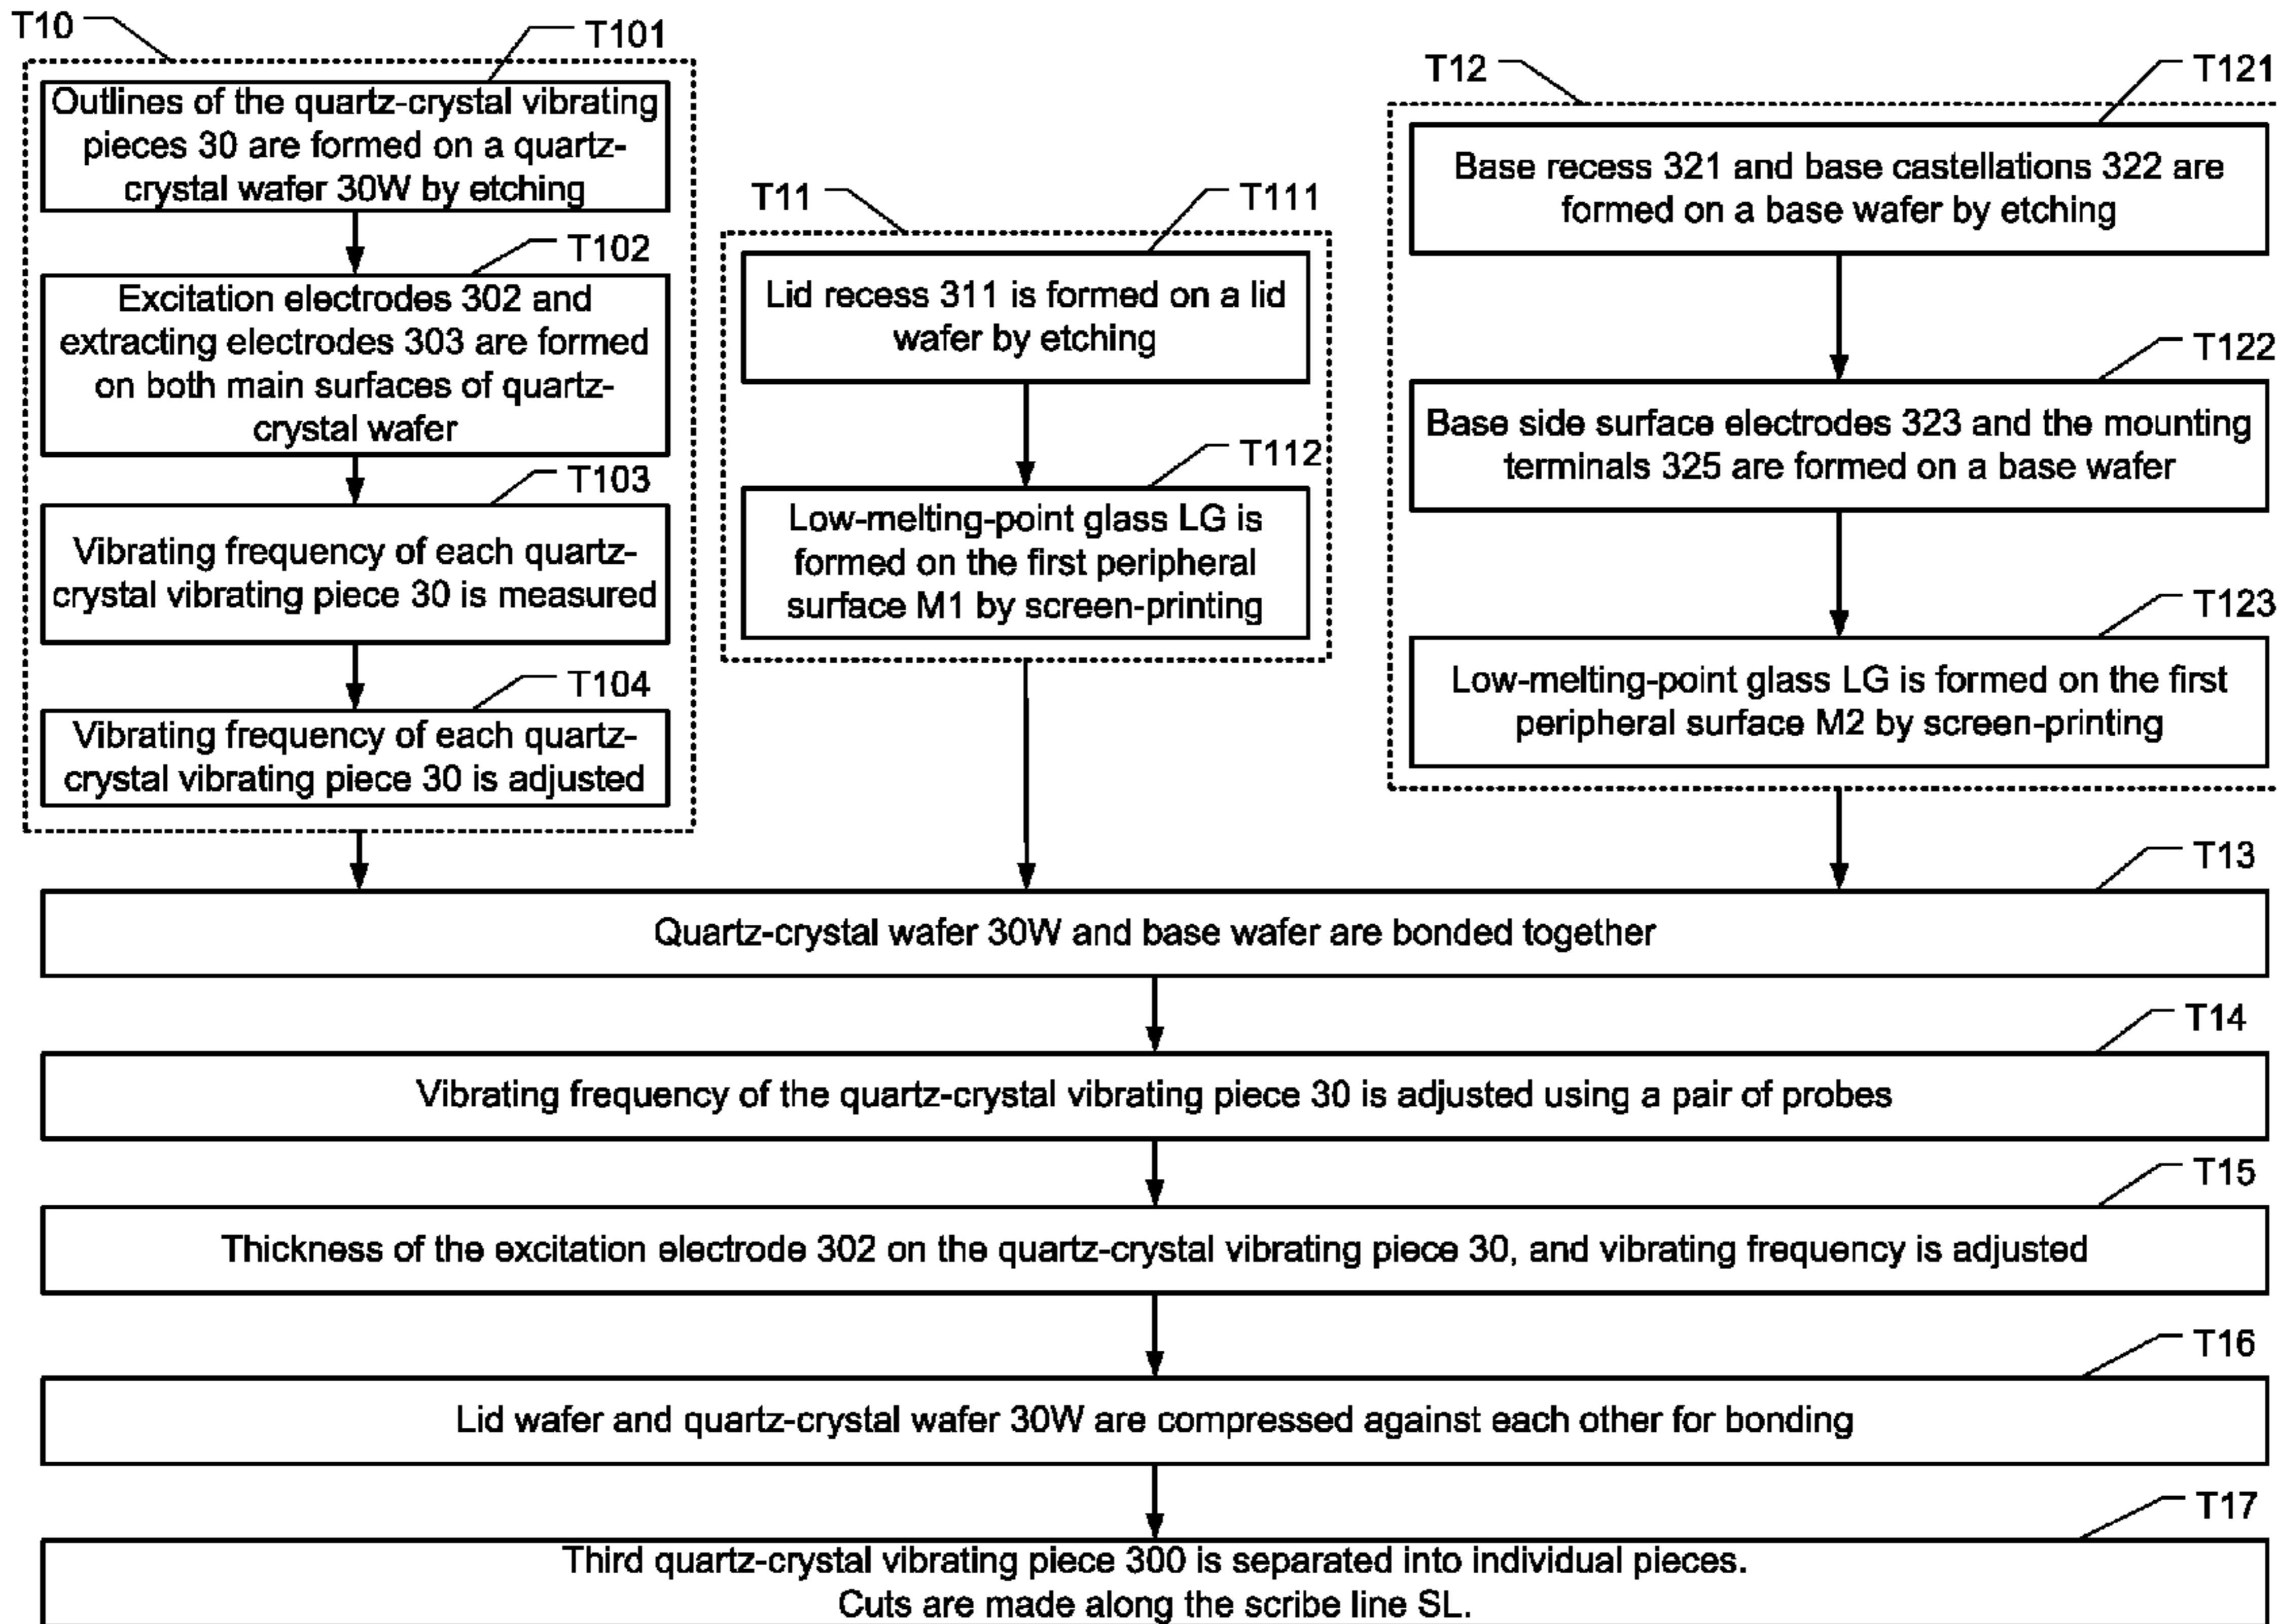 T10
T101
Outlines of the quartz-crystal vibrating
pieces 30 are formed on a quartz-
crystal wafer 30W by etching
T102
Excitation electrodes 302 and
extracting electrodes 303 are formed
on both main surfaces of quartz-
crystal wafer
T103
Vibrating frequency of each quartz-
crystal vibrating piece 30 is measured
T104
Vibrating frequency of each quartz-
crystal vibrating piece 30 is adjusted
T11
T111
Lid recess 311 is formed on a lid
wafer by etching
T112
Low-melting-point glass LG is
formed on the first peripheral
surface M1 by screen-printing
T12
T121
Base recess 321 and base castellations 322 are
formed on a base wafer by etching
T122
Base side surface electrodes 323 and the mounting
terminals 325 are formed on a base wafer
T123
Low-melting-point glass LG is formed on the first
peripheral surface M2 by screen-printing
T13
Quartz-crystal wafer 30W and base wafer are bonded together
T14
Vibrating frequency of the quartz-crystal vibrating piece 30 is adjusted using a pair of probes
T15
Thickness of the excitation electrode 302 on the quartz-crystal vibrating piece 30, and vibrating frequency is adjusted
T16
Lid wafer and quartz-crystal wafer 30W are compressed against each other for bonding
T17
Third quartz-crystal vibrating piece 300 is separated into individual pieces.
Cuts are made along the scribe line SL.